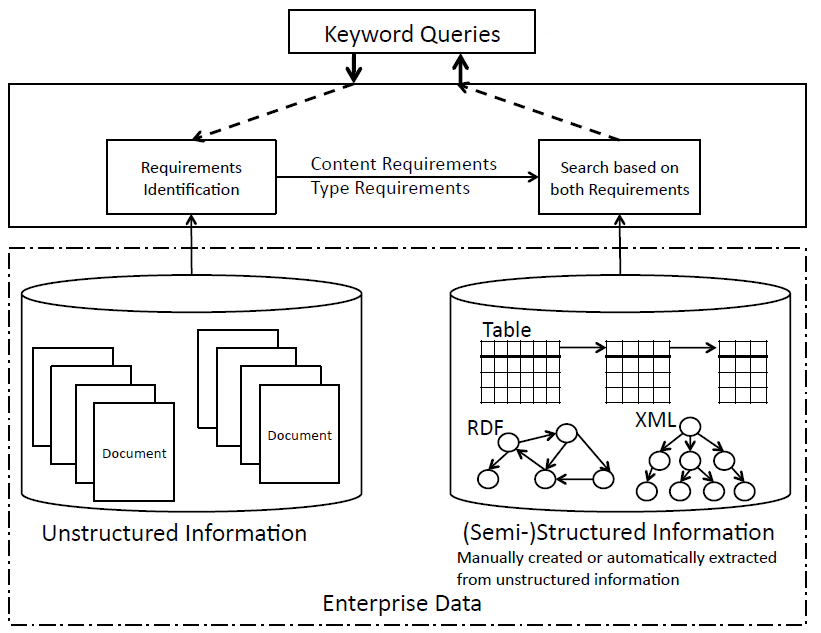 Keyword Queries
Requirements
Identification
Content Requirements
Type Requirements
Search based on
both Requirements
Document
Document
Unstructured Information
Table
RDF
XML
(Semi-)Structured Information
Manually created or automatically extracted
from unstructured information
Enterprise Data